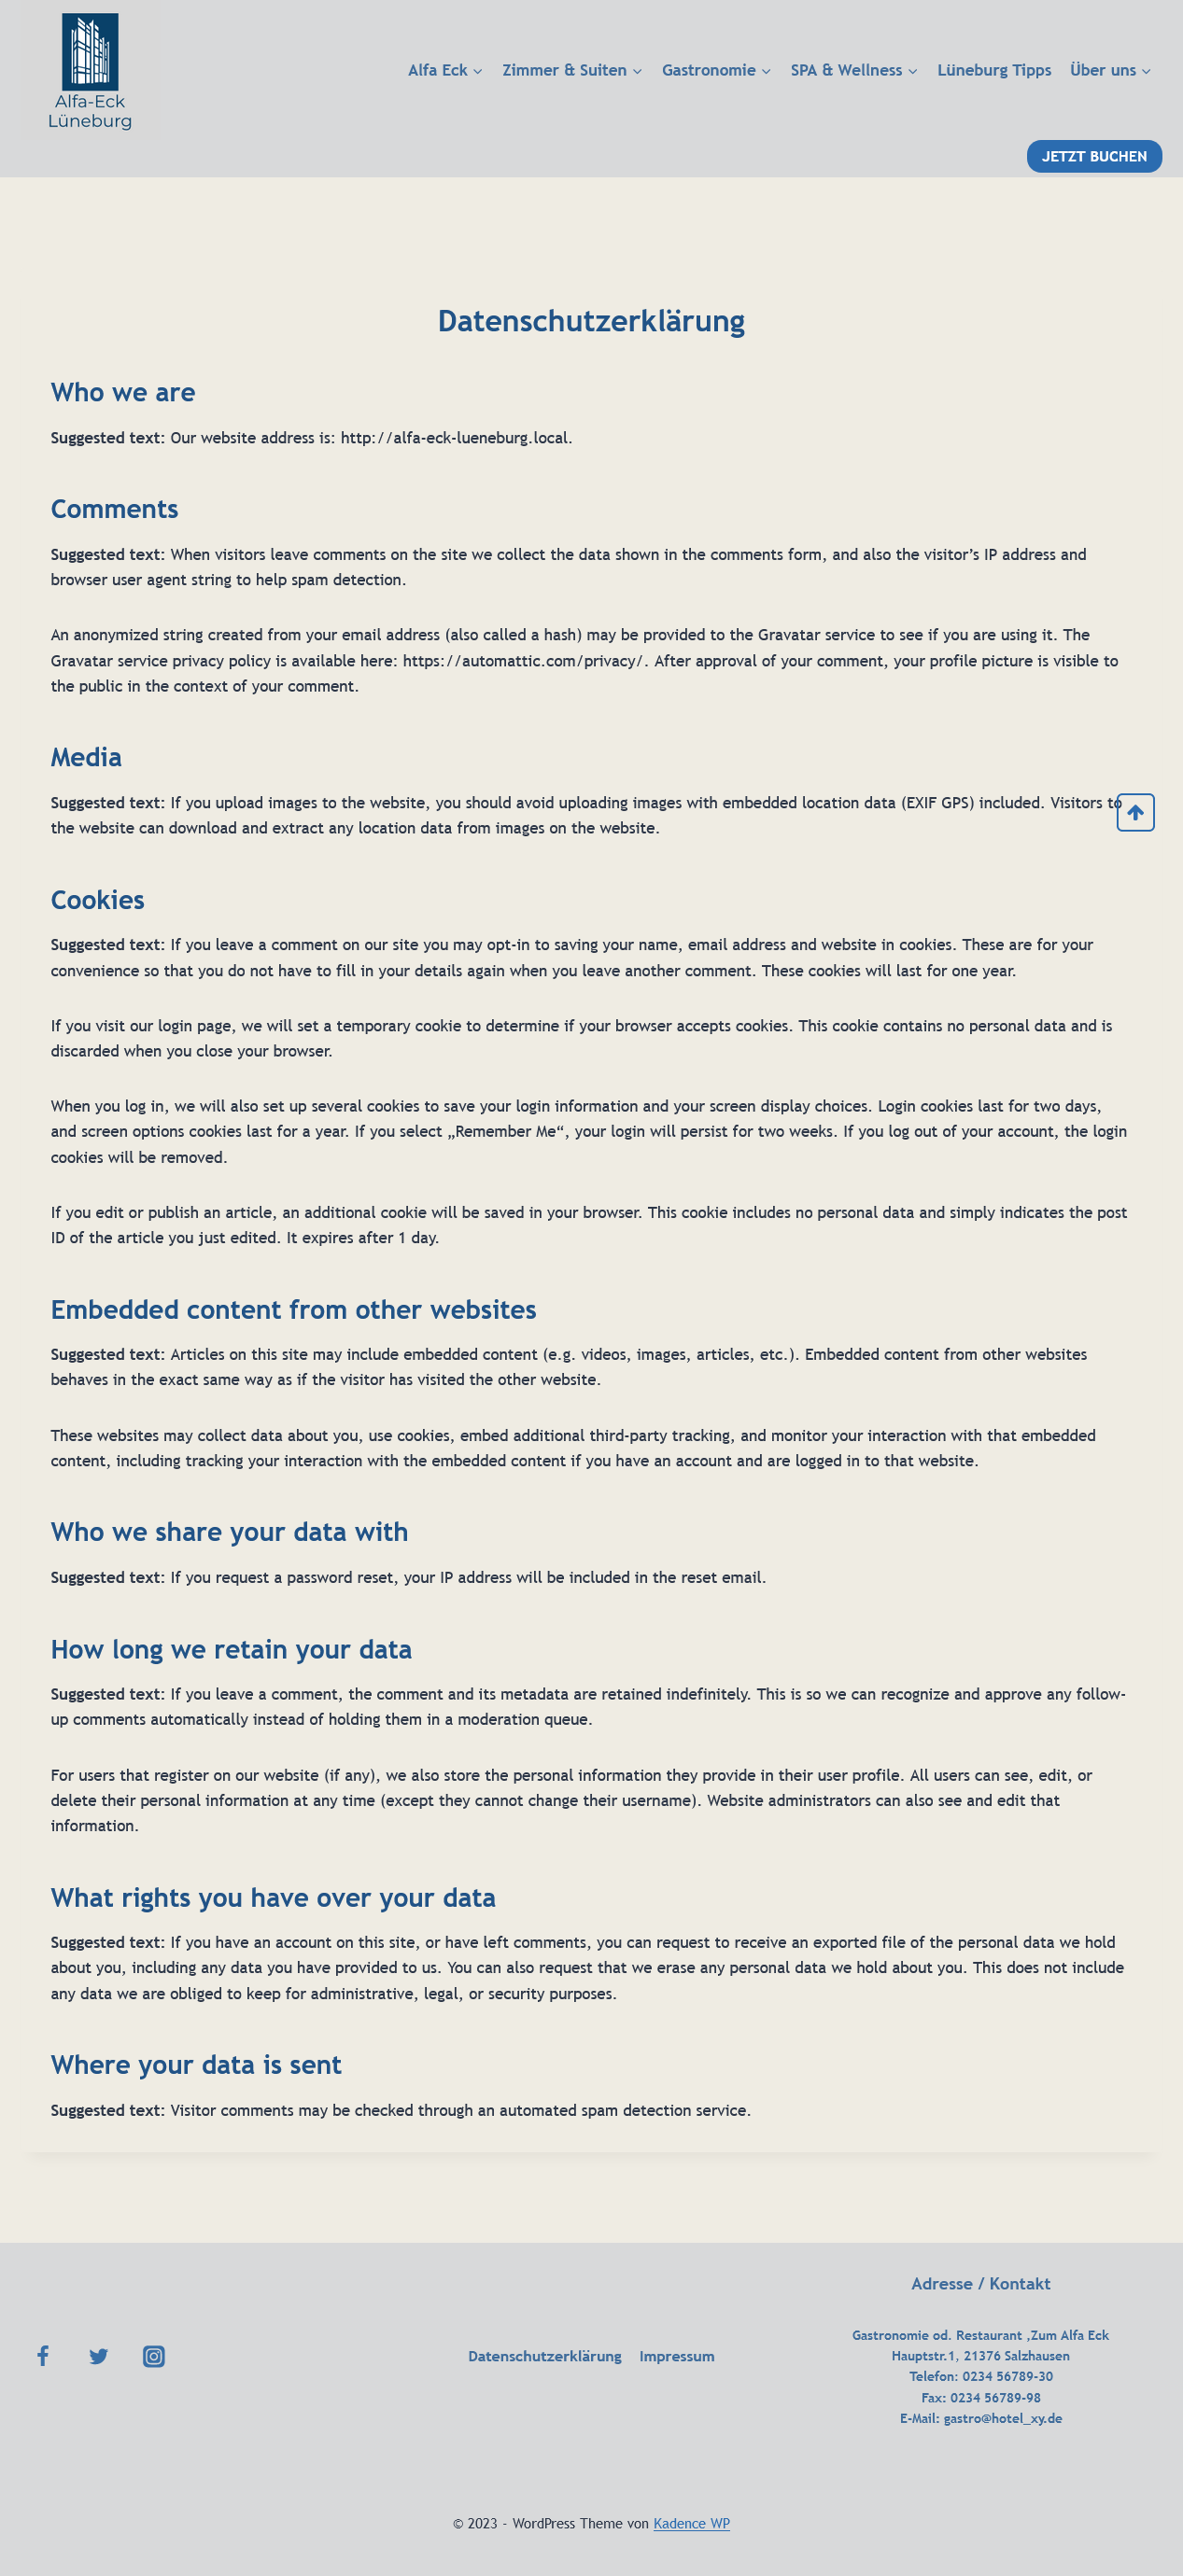 Alfa-Eck
Lüneburg
Alfa Eck
Zimmer & Suiten
Gastronomie
SPA & Wellness
Lüneburg Tipps
Über uns
JETZT BUCHEN
Datenschutzerklärung
Who we are
Suggested text: Our website address is: http://alfa-eck-lueneburg.local.
Comments
Suggested text: When visitors leave comments on the site we collect the data shown in the comments form, and also the visitor’s IP address and
browser user agent string to help spam detection.
An anonymized string created from your email address (also called a hash) may be provided to the Gravatar service to see if you are using it. The
Gravatar service privacy policy is available here: https://automattic.com/privacy/. After approval of your comment, your profile picture is visible to
the public in the context of your comment.
Media
Suggested text: If you upload images to the website, you should avoid uploading images with embedded location data (EXIF GPS) included. Visitors to
the website can download and extract any location data from images on the website.
Cookies
Suggested text: If you leave a comment on our site you may opt-in to saving your name, email address and website in cookies. These are for your
convenience so that you do not have to fill in your details again when you leave another comment. These cookies will last for one year.
If you visit our login page, we will set a temporary cookie to determine if your browser accepts cookies. This cookie contains no personal data and is
discarded when you close your browser.
When you log in, we will also set up several cookies to save your login information and your screen display choices. Login cookies last for two days,
and screen options cookies last for a year. If you select „Remember Me“, your login will persist for two weeks. If you log out of your account, the login
cookies will be removed.
If you edit or publish an article, an additional cookie will be saved in your browser. This cookie includes no personal data and simply indicates the post
ID of the article you just edited. It expires after 1 day.
Embedded content from other websites
Suggested text: Articles on this site may include embedded content (e.g. videos, images, articles, etc.). Embedded content from other websites
behaves in the exact same way as if the visitor has visited the other website.
These websites may collect data about you, use cookies, embed additional third-party tracking, and monitor your interaction with that embedded
content, including tracking your interaction with the embedded content if you have an account and are logged in to that website.
Who we share your data with
Suggested text: If you request a password reset, your IP address will be included in the reset email.
How long we retain your data
Suggested text: If you leave a comment, the comment and its metadata are retained indefinitely. This is so we can recognize and approve any follow-
up comments automatically instead of holding them in a moderation queue.
For users that register on our website (if any), we also store the personal information they provide in their user profile. All users can see, edit, or
delete their personal information at any time (except they cannot change their username). Website administrators can also see and edit that
information.
What rights you have over your data
Suggested text: If you have an account on this site, or have left comments, you can request to receive an exported file of the personal data we hold
about you, including any data you have provided to us. You can also request that we erase any personal data we hold about you. This does not include
any data we are obliged to keep for administrative, legal, or security purposes.
Where your data is sent
Suggested text: Visitor comments may be checked through an automated spam detection service.
Datenschutzerklärung
Impressum
Adresse / Kontakt
Gastronomie od. Restaurant ‚Zum Alfa Eck
Hauptstr.1, 21376 Salzhausen
Telefon: 0234 56789-30
Fax: 0234 56789-98
E-Mail: gastro@hotel_xy.de
© 2023 - WordPress Theme von Kadence WP